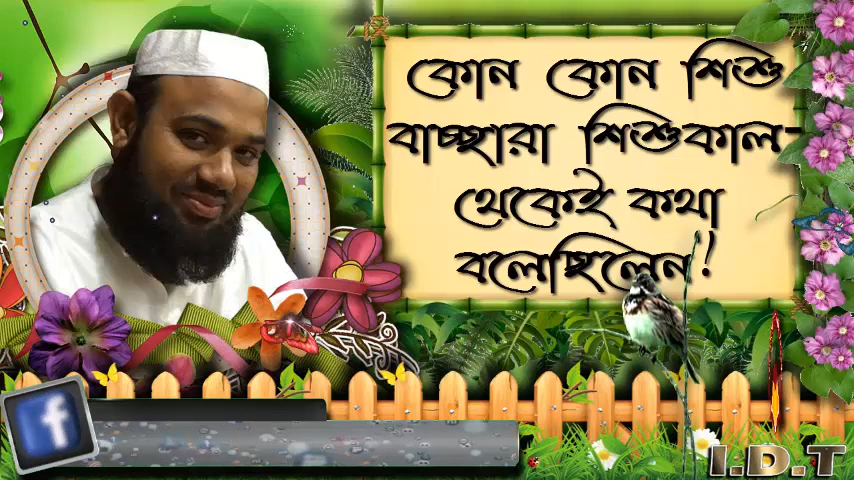 কোন কোন শিশু
বাচ্ছারা শিশুকাল-
থেকেই কথা
বলেছিলেন!
f
I.D.T